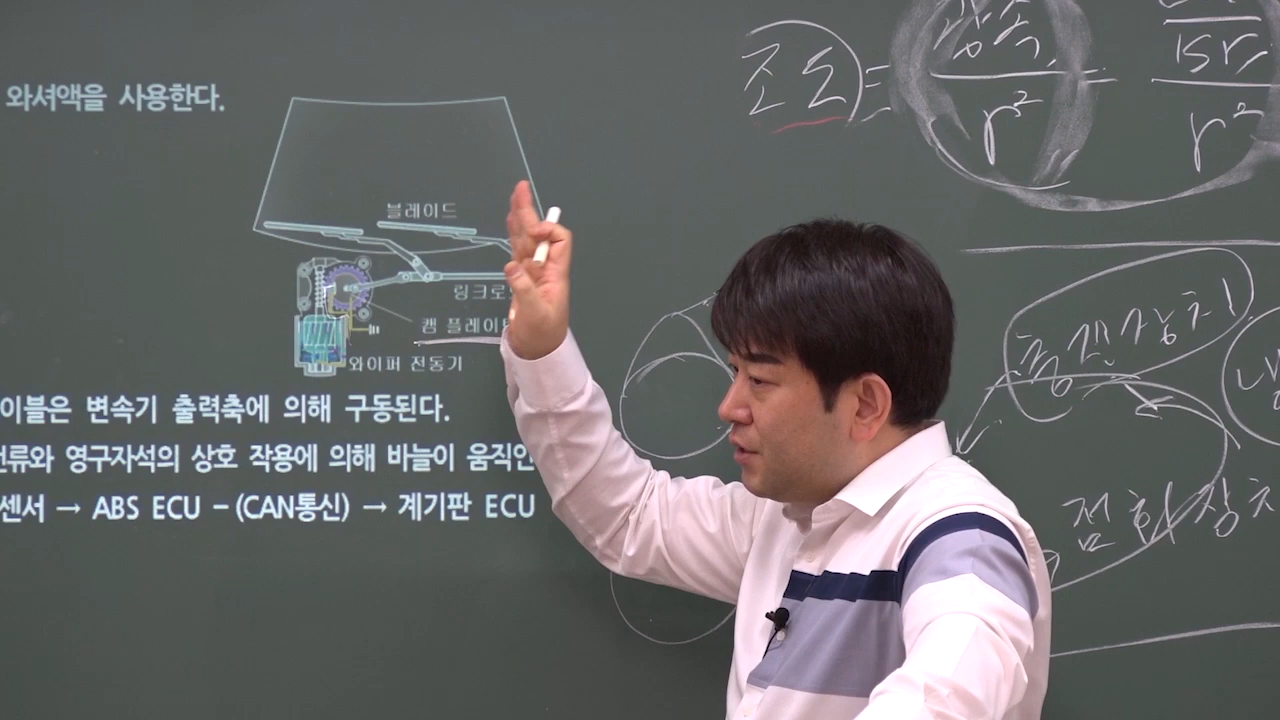 와셔액을 사용한다.
블레이드
링크로
캠 플레이트
와이퍼 전동기
이블은 변속기 출력축에 의해 구동된다.
전류와 영구자석의 상호 작용에 의해 바늘이 움직인
센서 → ABS ECU – (CAN통신) → 계기판 ECU
조도 = 광속
r²
15r
r²
등전장치
점화장치